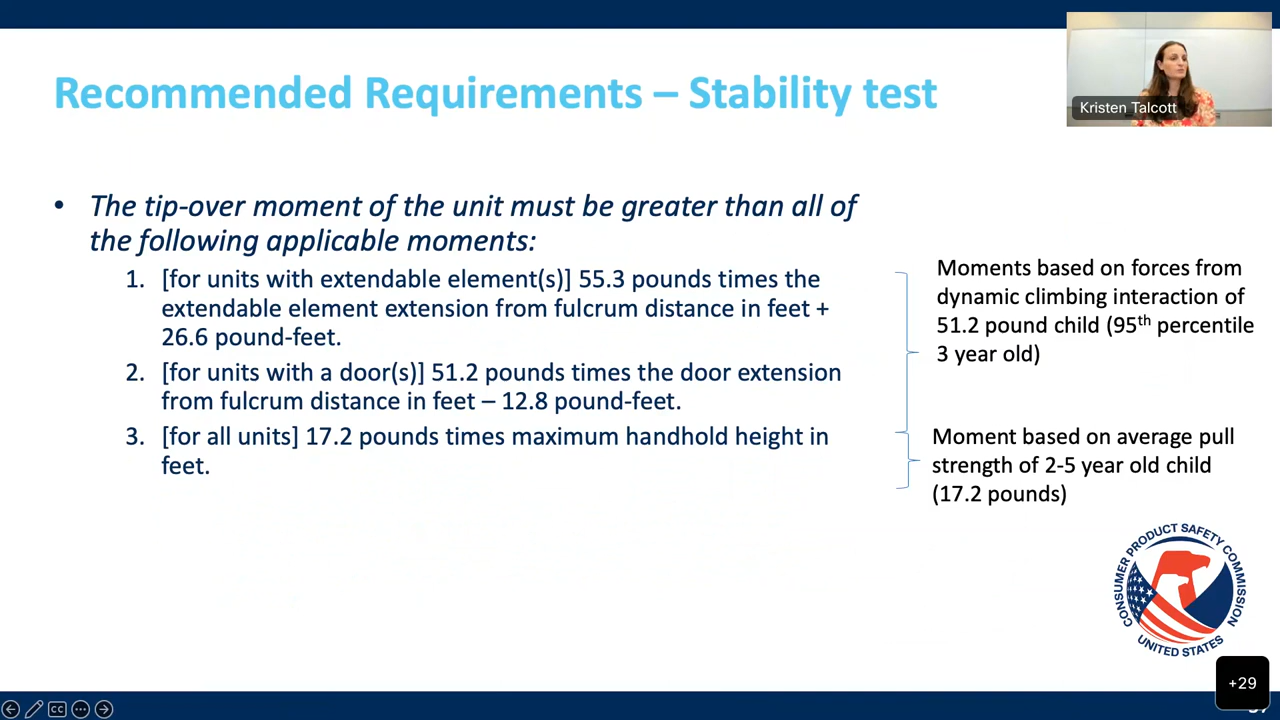 Recommended Requirements – Stability test
Kristen Talcott
• The tip-over moment of the unit must be greater than all of
the following applicable moments:
1. [for units with extendable element(s)] 55.3 pounds times the
extendable element extension from fulcrum distance in feet +
26.6 pound-feet.
2. [for units with a door(s)] 51.2 pounds times the door extension
from fulcrum distance in feet – 12.8 pound-feet.
3. [for all units] 17.2 pounds times maximum handhold height in
feet.
Moments based on forces from
dynamic climbing interaction of
51.2 pound child (95th percentile
3 year old)
Moment based on average pull
strength of 2-5 year old child
(17.2 pounds)
CONSUMER PRODUCT SAFETY COMMISSION
UNITED STATES
+29
CC